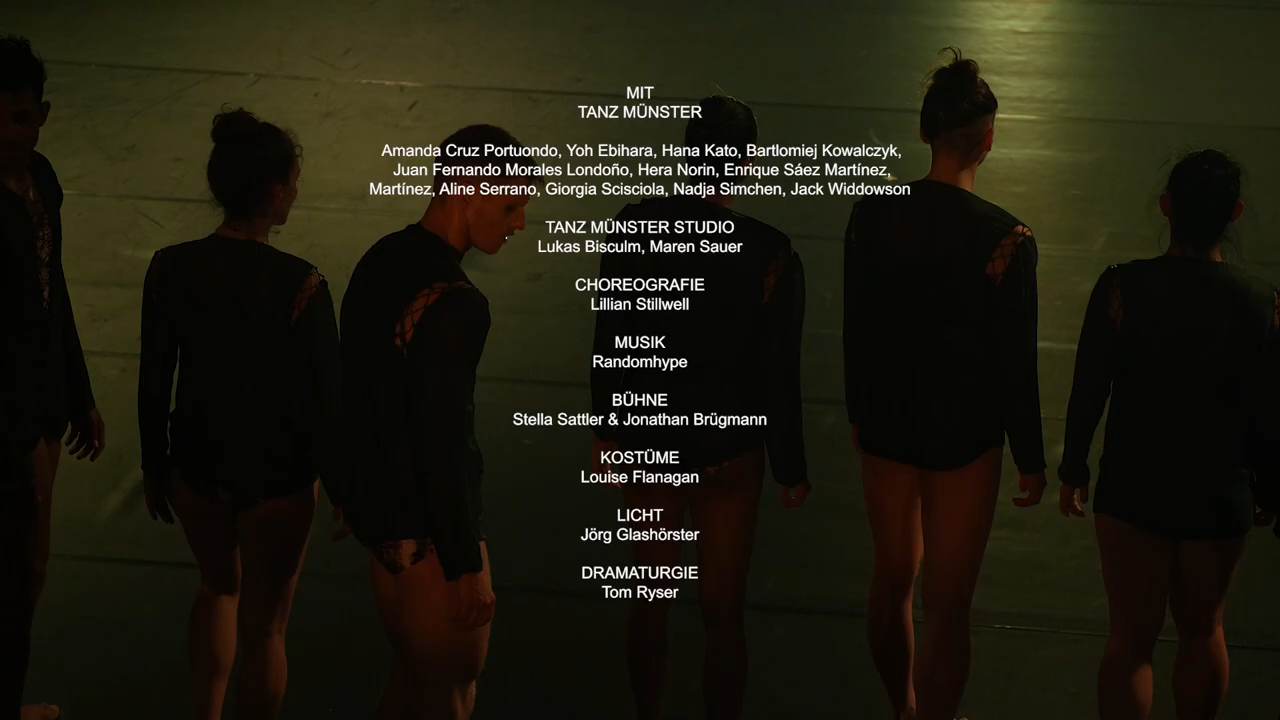 MIT
TANZ MÜNSTER
Amanda Cruz Portuondo, Yoh Ebihara, Hana Kato, Bartlomiej Kowalczyk,
Juan Fernando Morales Londoño, Hera Norin, Enrique Sáez Martínez,
Martínez, Aline Serrano, Giorgia Scisciola, Nadja Simchen, Jack Widdowson
TANZ MÜNSTER STUDIO
Lukas Bisculm, Maren Sauer
CHOREOGRAFIE
Lillian Stillwell
MUSIK
Randomhype
BÜHNE
Stella Sattler & Jonathan Brügmann
KOSTÜME
Louise Flanagan
LICHT
Jörg Glashörster
DRAMATURGIE
Tom Ryser